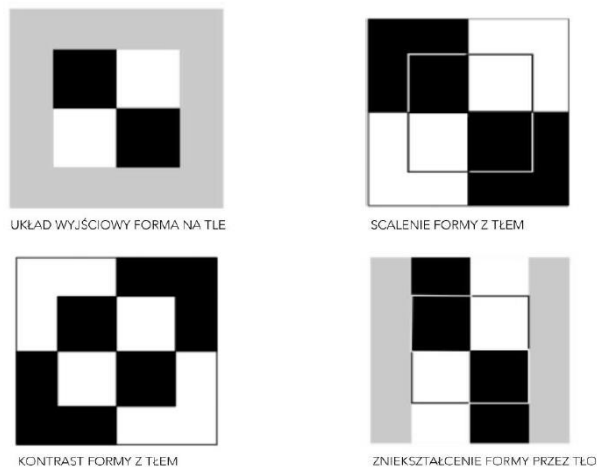 UKŁAD WYJŚCIOWY FORMA NA TLE
SCALENIE FORMY Z TŁEM
KONTRAST FORMY Z TŁEM
ZNIEKSZTAŁCENIE FORMY PRZEZ TŁO